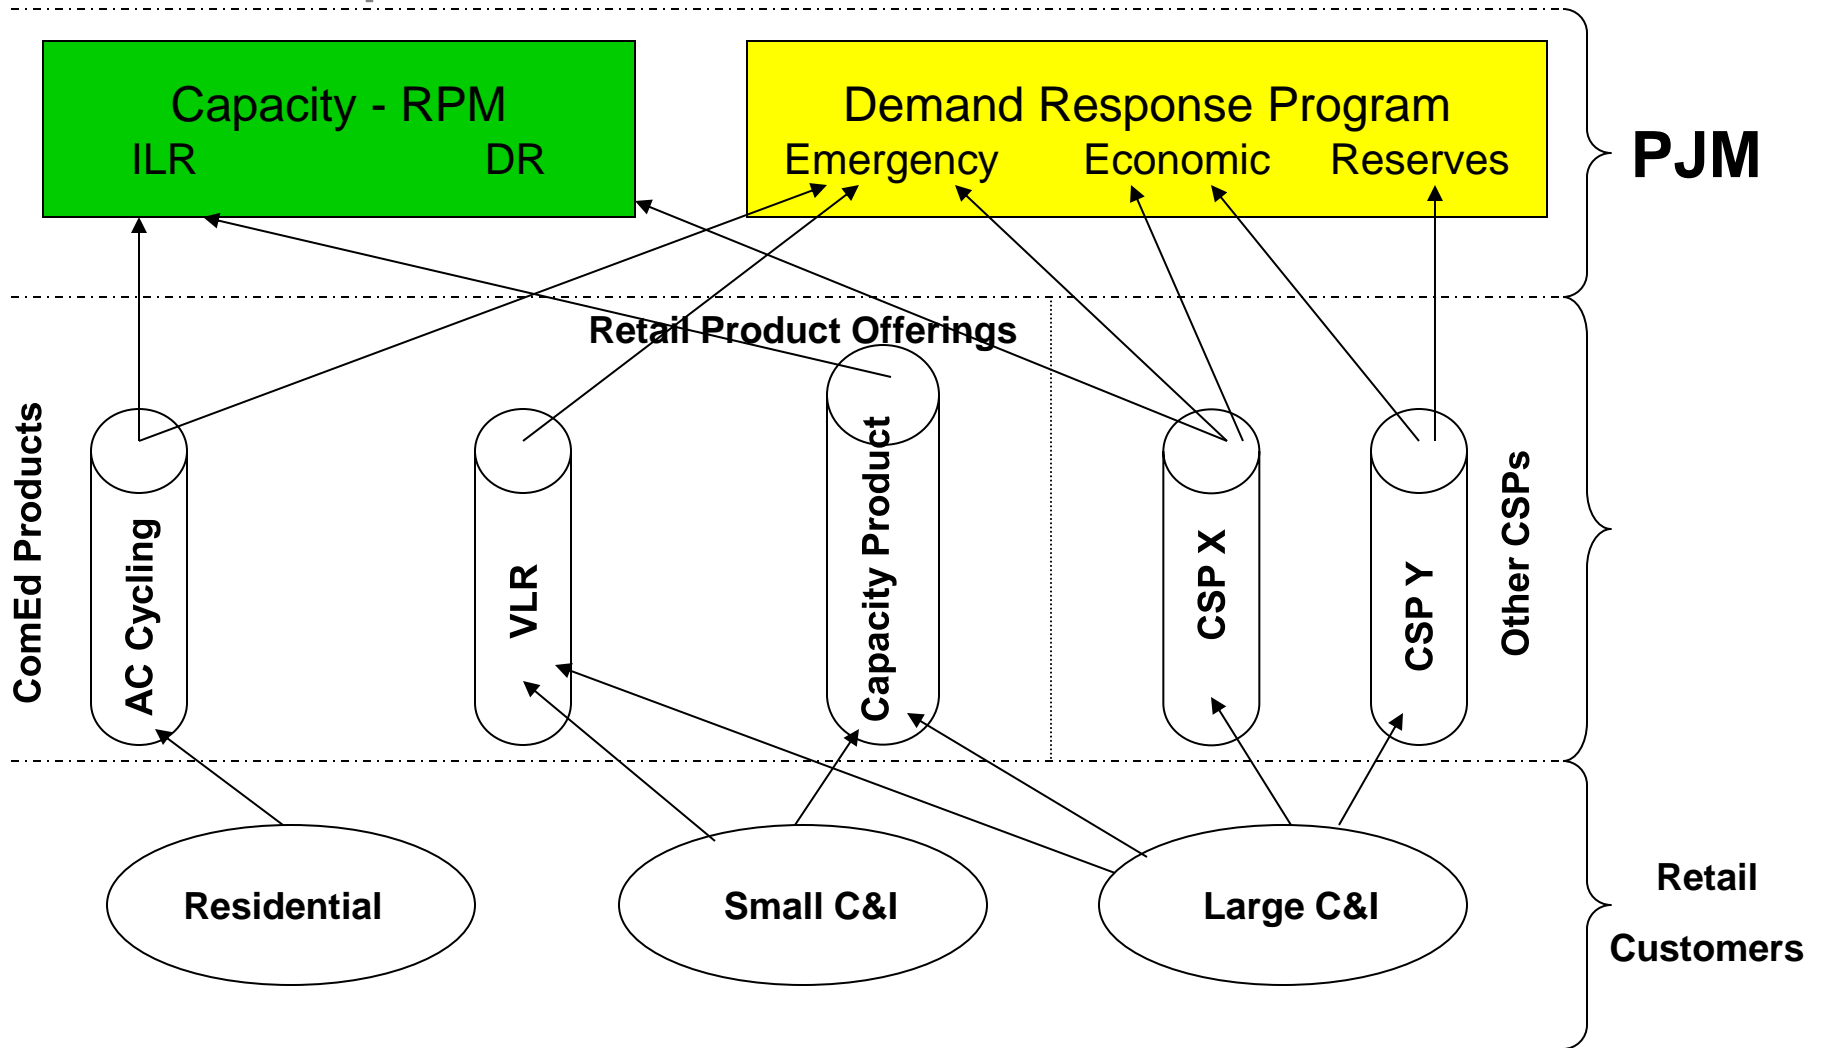 Capacity - RPM
ILR DR
Demand Response Program
Emergency Economic Reserves
PJM
Retail Product Offerings
ComEd Products
AC Cycling
VLR
Capacity Product
CSP X
CSP Y
Other CSPs
Residential
Small C&I
Large C&I
Retail
Customers